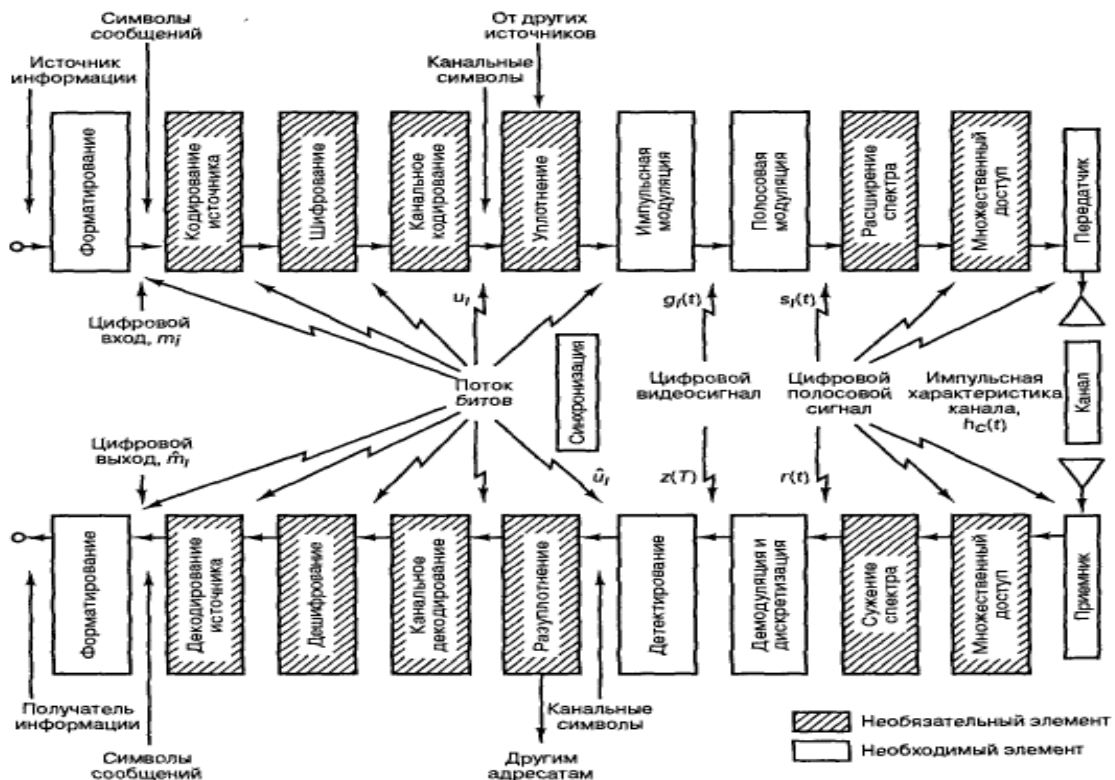 Символы
сообщений
От других
источников
Источник
информации
Канальные
символы
Форматирование
Кодирование
источника
Шифрование
Канальное
кодирование
Уплотнение
Импульсная
модуляция
Полосовая
модуляция
Расширение
спектра
Множественный
доступ
Передатчик
Цифровой
вход, mᵢ
uᵢ
gᵢ(t)
sᵢ(t)
Поток
битов
Синхронизация
Цифровой
видеосигнал
Цифровой
полосовой
сигнал
Импульсная
характеристика
канала,
h_c(t)
Канал
Цифровой
выход, m̂ᵢ
ûᵢ
z(T)
r(t)
Форматирование
Декодирование
источника
Дешифрование
Канальное
декодирование
Разуплотнение
Детектирование
Демодуляция и
дискретизация
Сужение
спектра
Множественный
доступ
Приемник
Получатель
информации
Символы
сообщений
Канальные
символы
Другим
адресатам
Необязательный элемент
Необходимый элемент